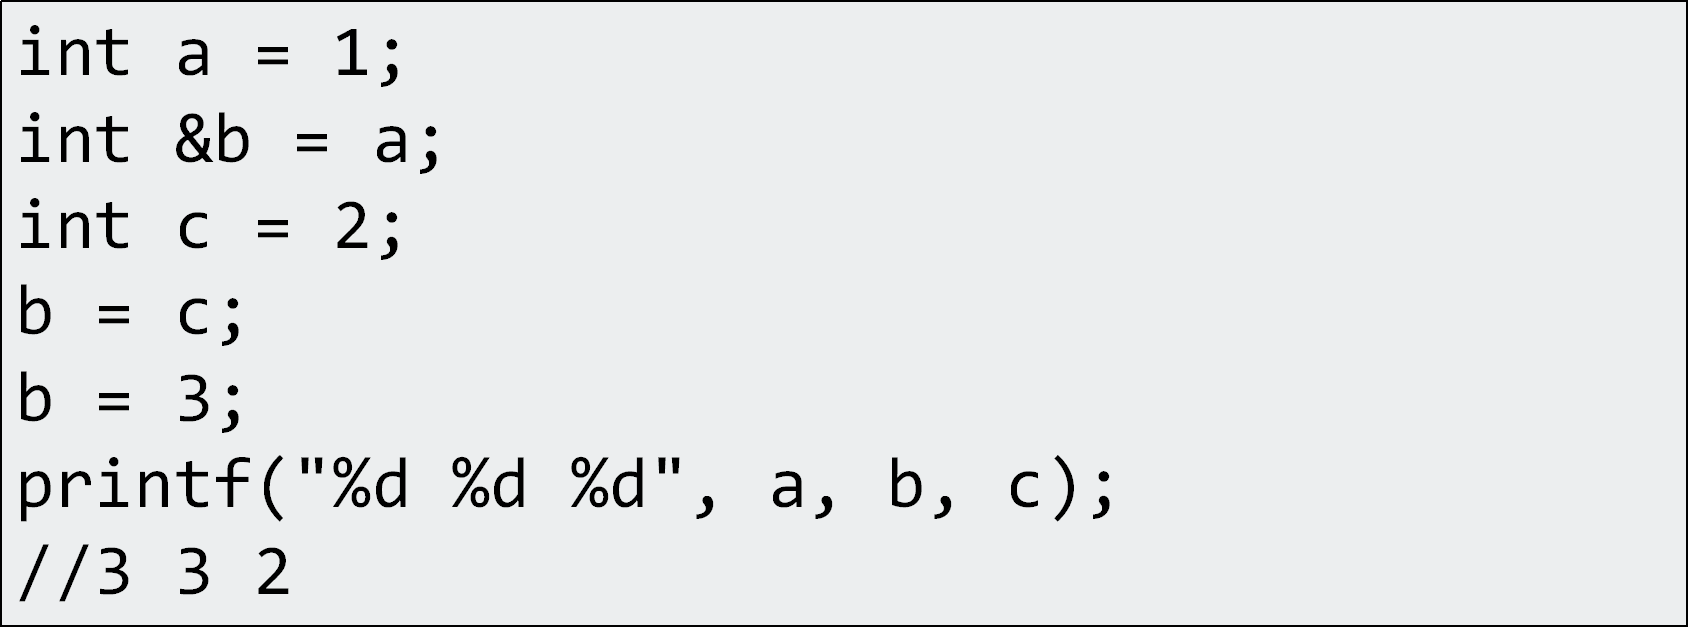 int a = 1;
int &b = a;
int c = 2;
b = c;
b = 3;
printf("%d %d %d", a, b, c);
//3 3 2